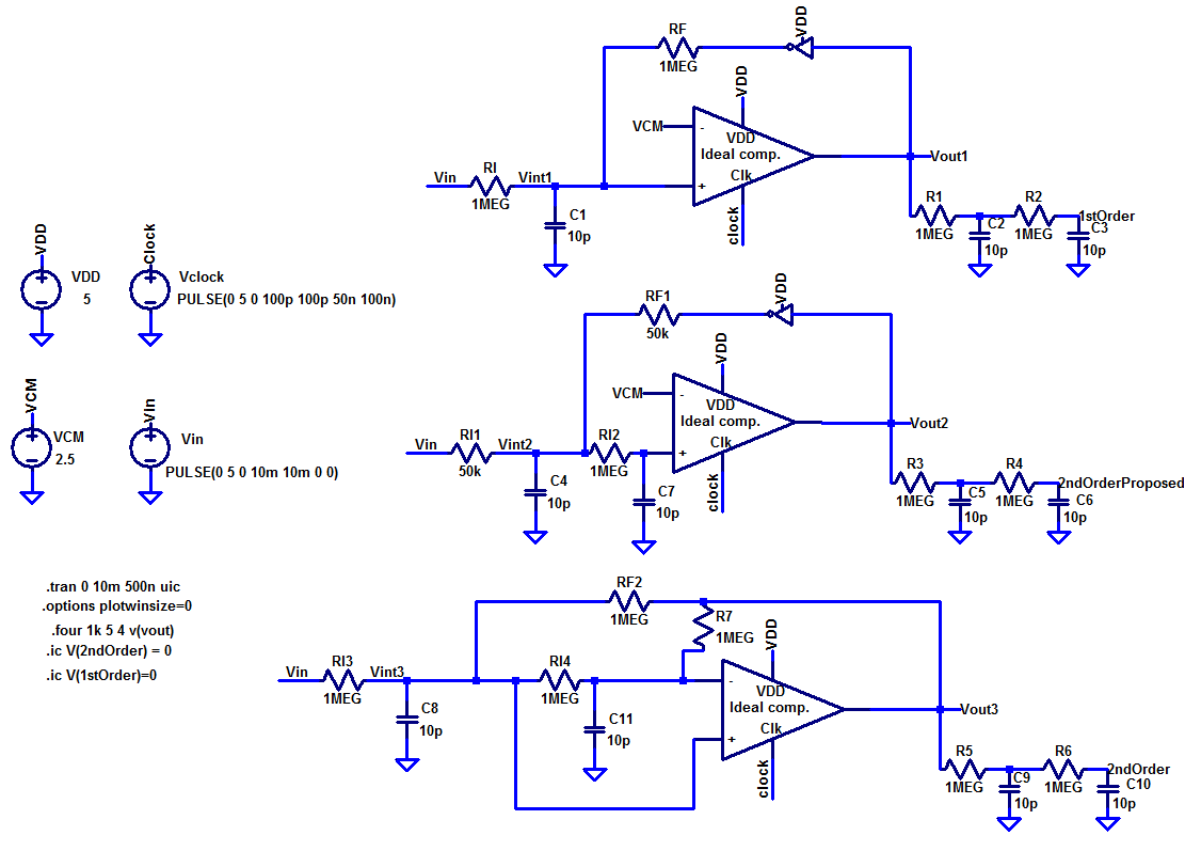 RF
1MEG
VDD
VDD
VCM
-
VDD
Ideal comp.
Clk
+
Vout1
Vin
RI
1MEG
Vint1
C1
10p
clock
R1
1MEG
C2
10p
R2
1MEG
1stOrder
C3
10p
VDD
VDD
5
Clock
Vclock
PULSE(0 5 0 100p 100p 50n 100n)
RF1
50k
VDD
VDD
VCM
-
VDD
Ideal comp.
Clk
+
Vout2
VCM
VCM
2.5
Vin
Vin
PULSE(0 5 0 10m 10m 0 0)
Vin
RI1
50k
Vint2
RI2
1MEG
C4
10p
C7
10p
clock
R3
1MEG
C5
10p
R4
1MEG
2ndOrderProposed
C6
10p
.tran 0 10m 500n uic
.options plotwinsize=0
.four 1k 5 4 v(vout)
.ic V(2ndOrder) = 0
.ic V(1stOrder)=0
RF2
1MEG
R7
1MEG
VDD
Vin
RI3
1MEG
Vint3
RI4
1MEG
-
VDD
Ideal comp.
Clk
+
Vout3
C8
10p
C11
10p
clock
R5
1MEG
C9
10p
R6
1MEG
2ndOrder
C10
10p